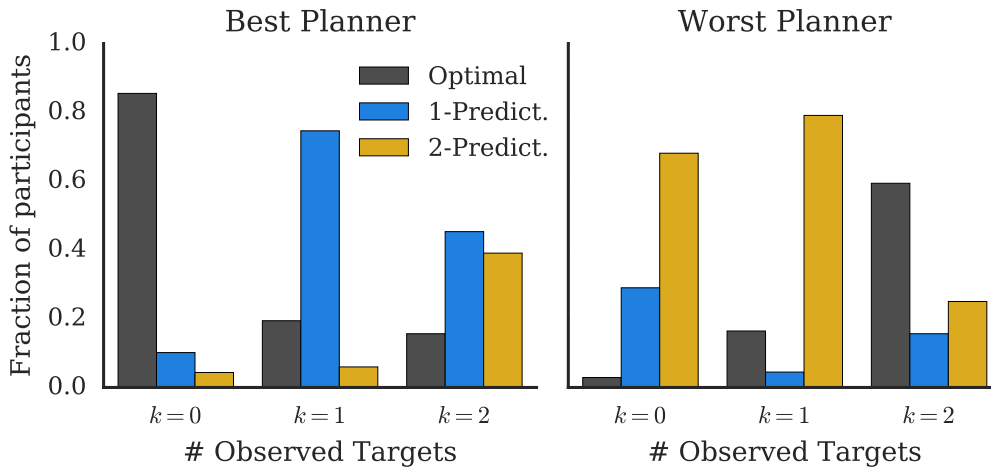 Best Planner
Worst Planner
Fraction of participants
1.0
0.8
0.6
0.4
0.2
0.0
Optimal
1-Predict.
2-Predict.
k = 0
k = 1
k = 2
# Observed Targets
k = 0
k = 1
k = 2
# Observed Targets